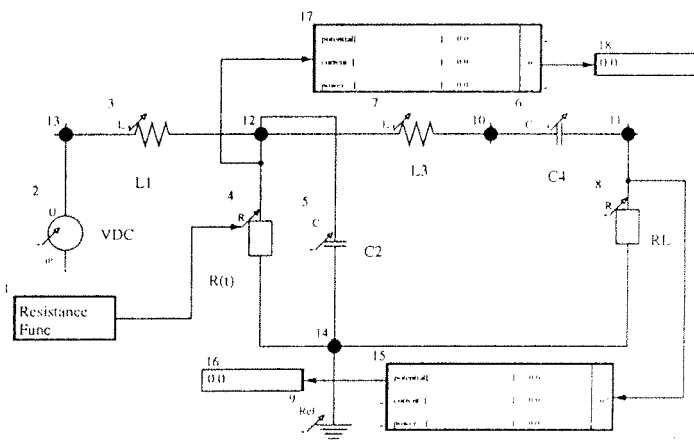 17
potential[ ] 0.0
current [ ] 0.0
power [ ] 0.0
18
0.0
7
6
13
3
L
L1
12
L
L3
10
C
C4
11
2
U
VDC
4
R
R(t)
5
C
C2
8
R
RL
1
Resistance
Func
14
16
0.0
9
Ref
15
potential[ ] 0.0
current [ ] 0.0
power [ ] 0.0